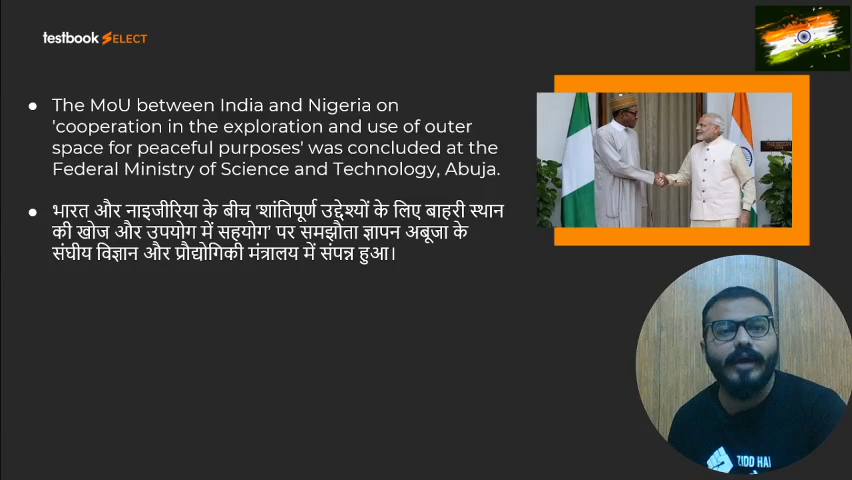 testbook SELECT
The MoU between India and Nigeria on
'cooperation in the exploration and use of outer
space for peaceful purposes' was concluded at the
Federal Ministry of Science and Technology, Abuja.
भारत और नाइजीरिया के बीच 'शांतिपूर्ण उद्देश्यों के लिए बाहरी स्थान
की खोज और उपयोग में सहयोग' पर समझौता ज्ञापन अबूजा के
संघीय विज्ञान और प्रौद्योगिकी मंत्रालय में संपन्न हुआ।
ZIDD HAI